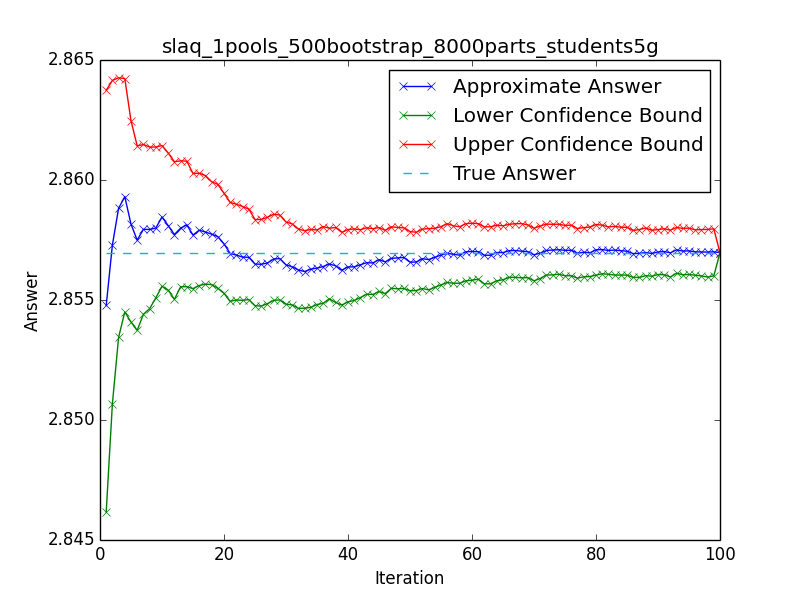 slaq_1pools_500bootstrap_8000parts_students5g
2.865
Approximate Answer
Lower Confidence Bound
Upper Confidence Bound
True Answer
2.860
2.855
2.850
2.845
Answer
0 20 40 60 80 100
Iteration